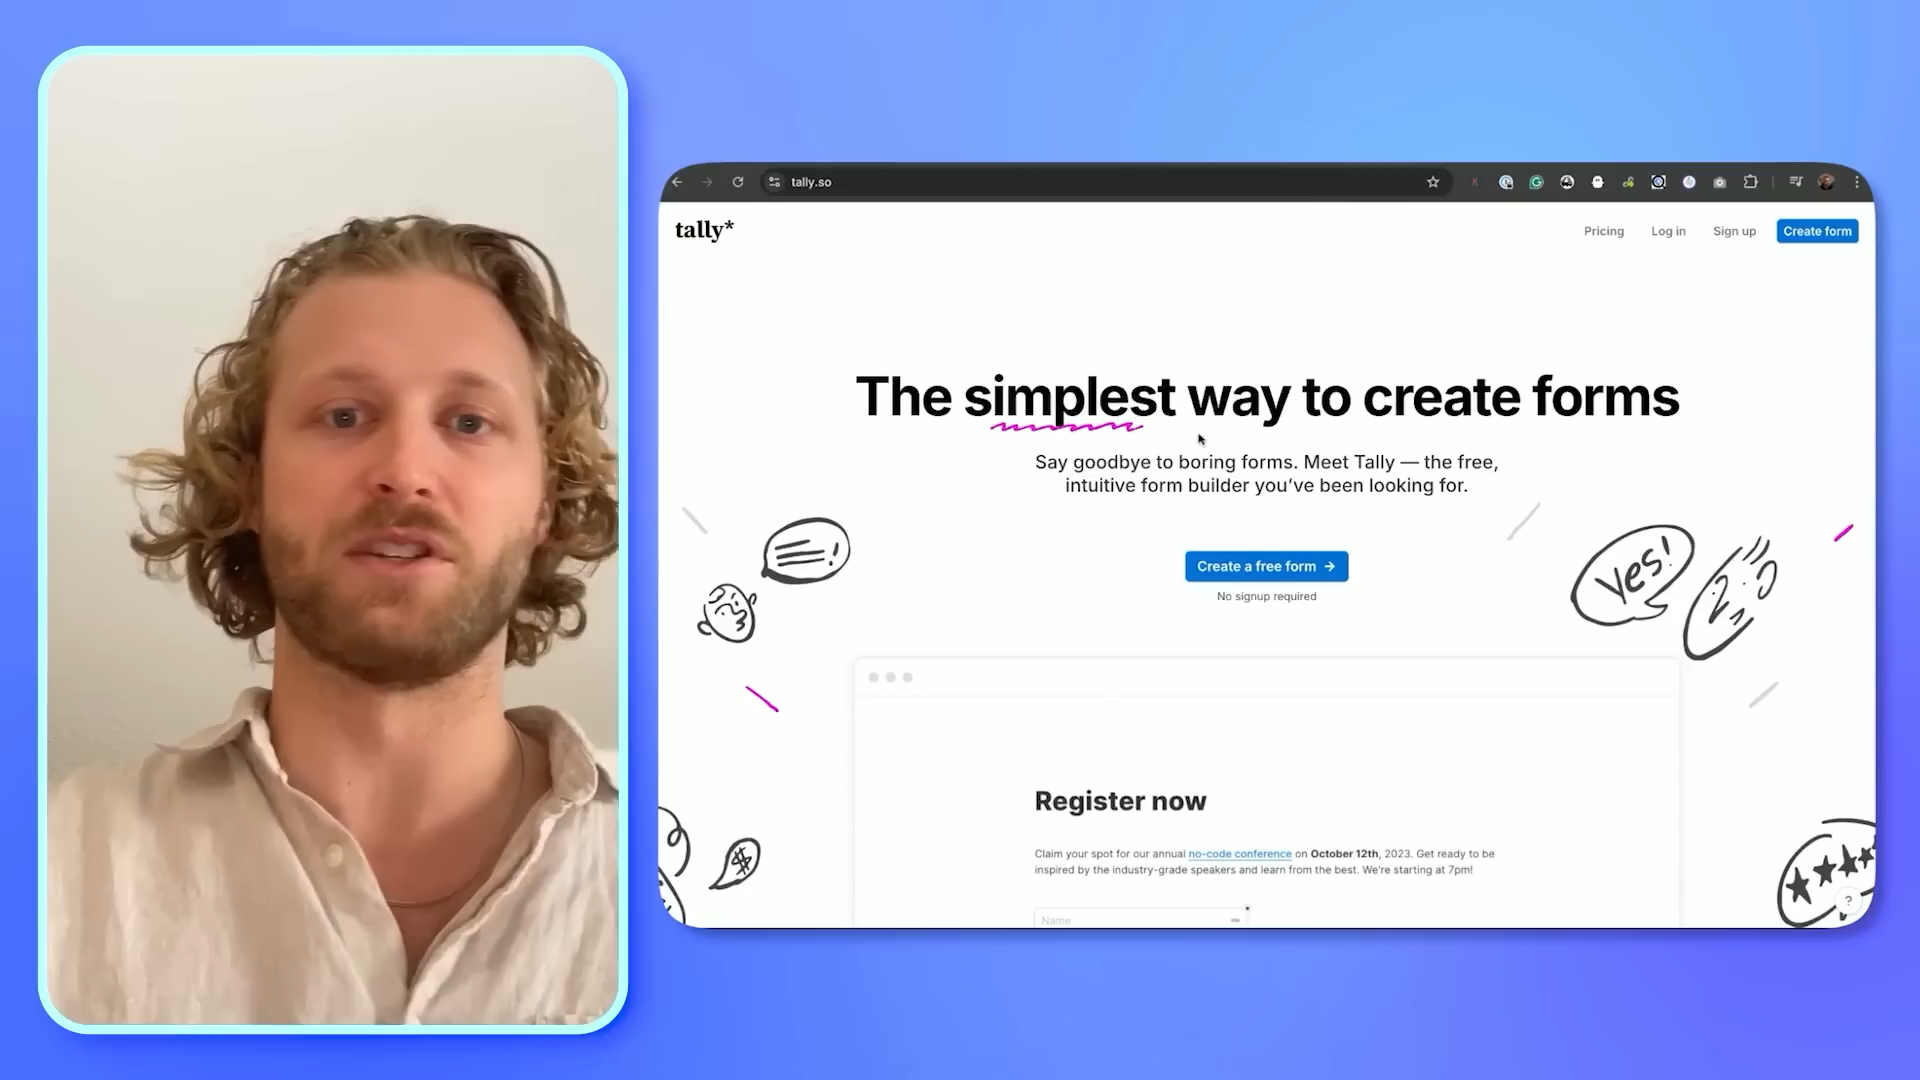 tally.so
tally*
Pricing
Log in
Sign up
Create form
The simplest way to create forms
Say goodbye to boring forms. Meet Tally — the free,
intuitive form builder you've been looking for.
Create a free form →
No signup required
Yes!
Register now
Claim your spot for our annual no-code conference on October 12th, 2023. Get ready to be
inspired by the industry-grade speakers and learn from the best. We're starting at 7pm!
Name
?